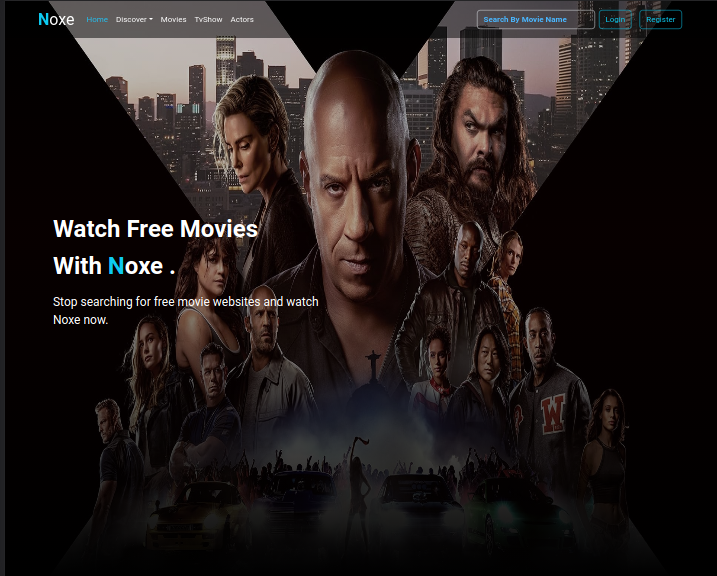 Noxe
Home Discover Movies TvShow Actors
Search By Movie Name
Login
Register
Watch Free Movies
With Noxe .
Stop searching for free movie websites and watch
Noxe now.
W